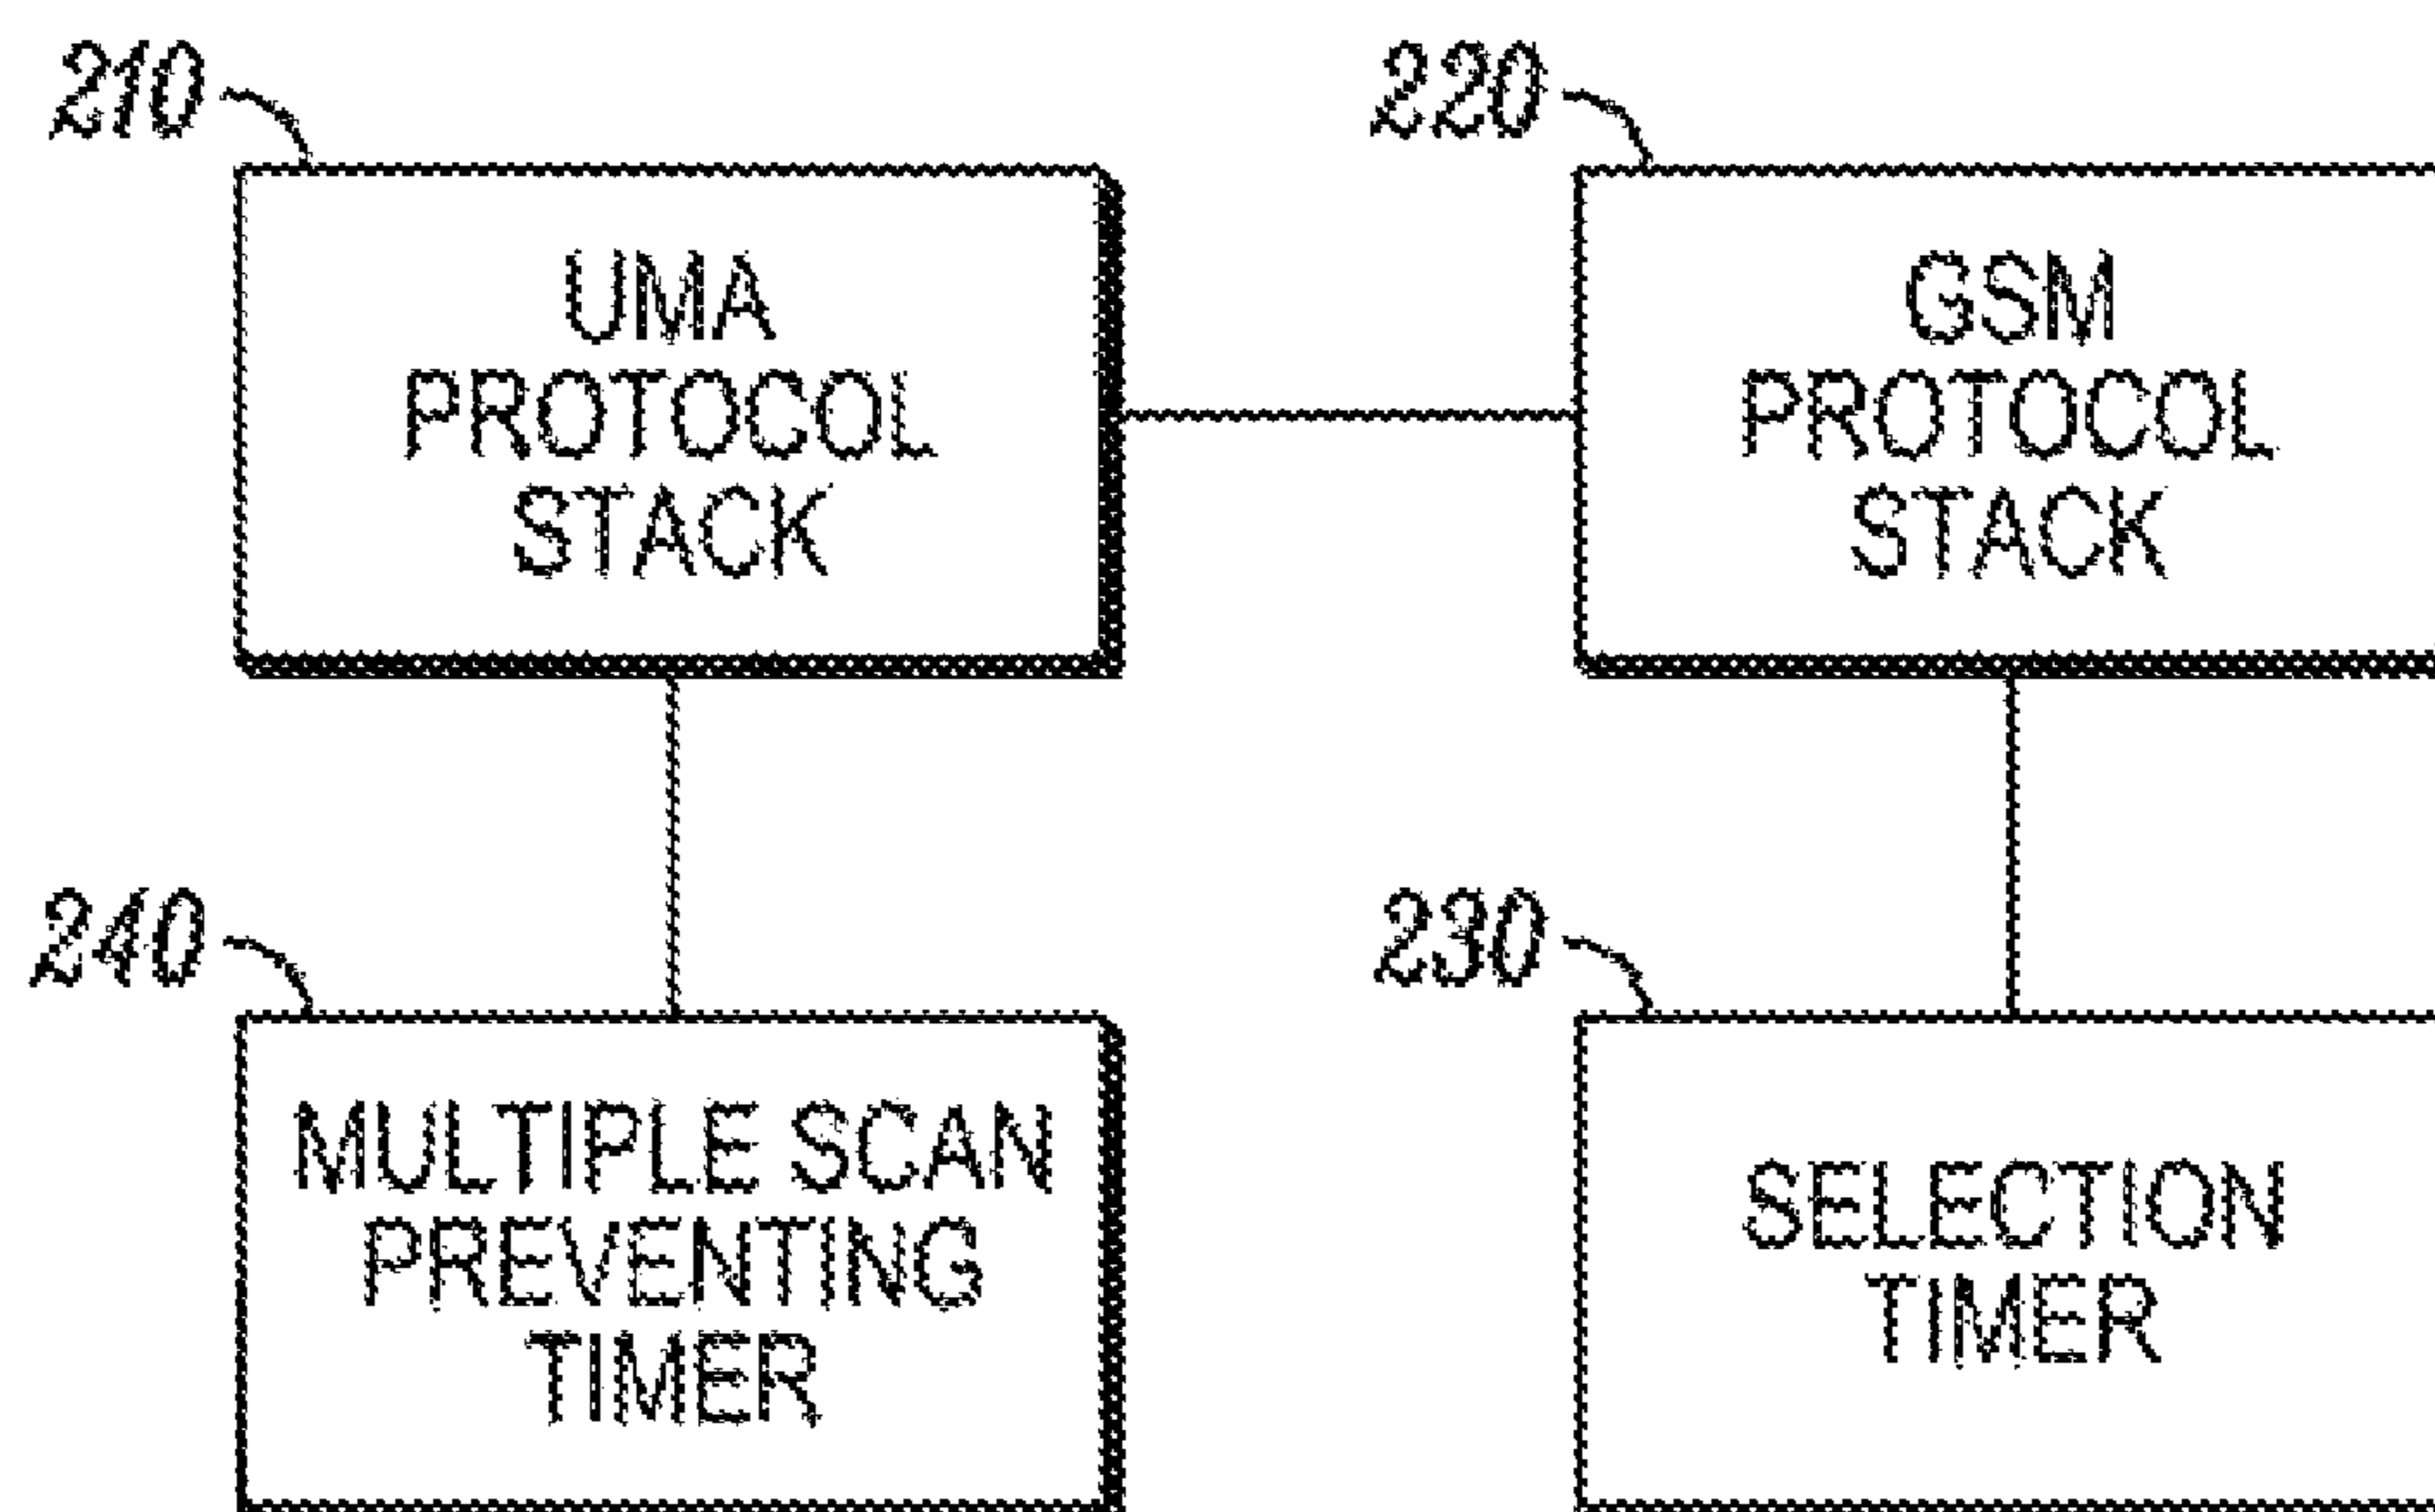 210
UMA
PROTOCOL
STACK
220
GSM
PROTOCOL
STACK
240
MULTIPLE SCAN
PREVENTING
TIMER
230
SELECTION
TIMER